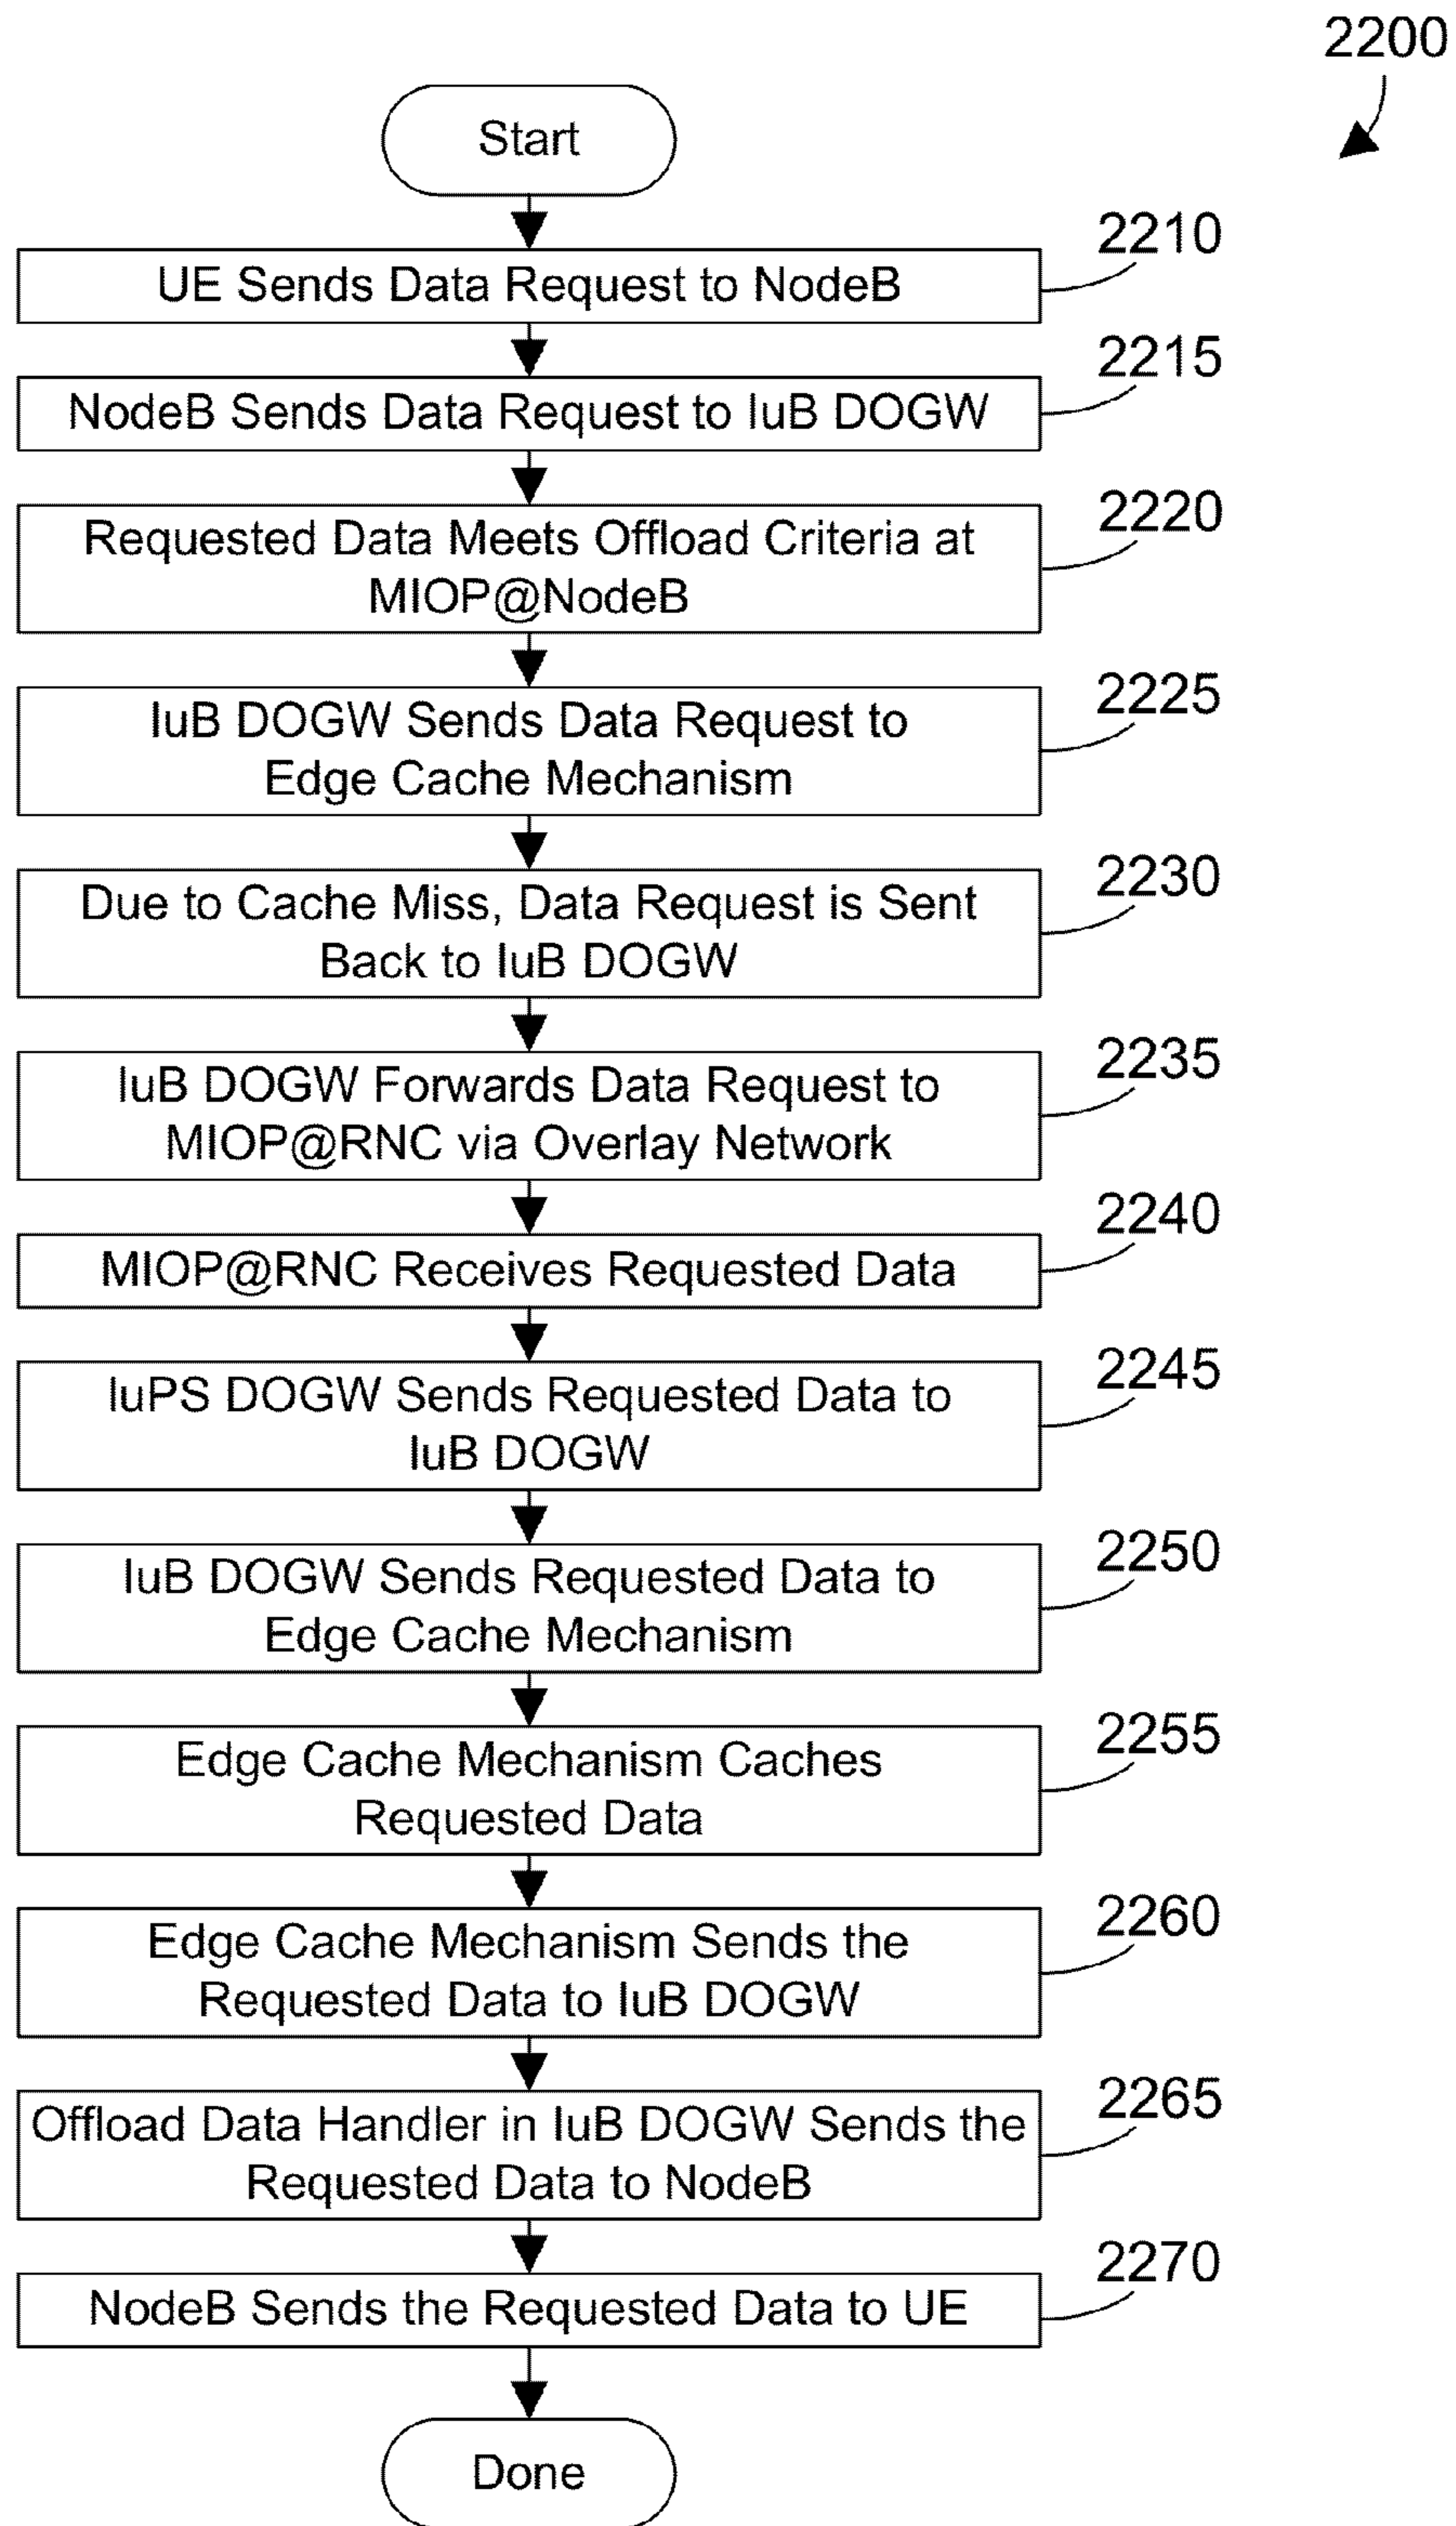 2200
Start
2210
UE Sends Data Request to NodeB
2215
NodeB Sends Data Request to IuB DOGW
2220
Requested Data Meets Offload Criteria at
MIOP@NodeB
2225
IuB DOGW Sends Data Request to
Edge Cache Mechanism
2230
Due to Cache Miss, Data Request is Sent
Back to IuB DOGW
2235
IuB DOGW Forwards Data Request to
MIOP@RNC via Overlay Network
2240
MIOP@RNC Receives Requested Data
2245
IuPS DOGW Sends Requested Data to
IuB DOGW
2250
IuB DOGW Sends Requested Data to
Edge Cache Mechanism
2255
Edge Cache Mechanism Caches
Requested Data
2260
Edge Cache Mechanism Sends the
Requested Data to IuB DOGW
2265
Offload Data Handler in IuB DOGW Sends the
Requested Data to NodeB
2270
NodeB Sends the Requested Data to UE
Done